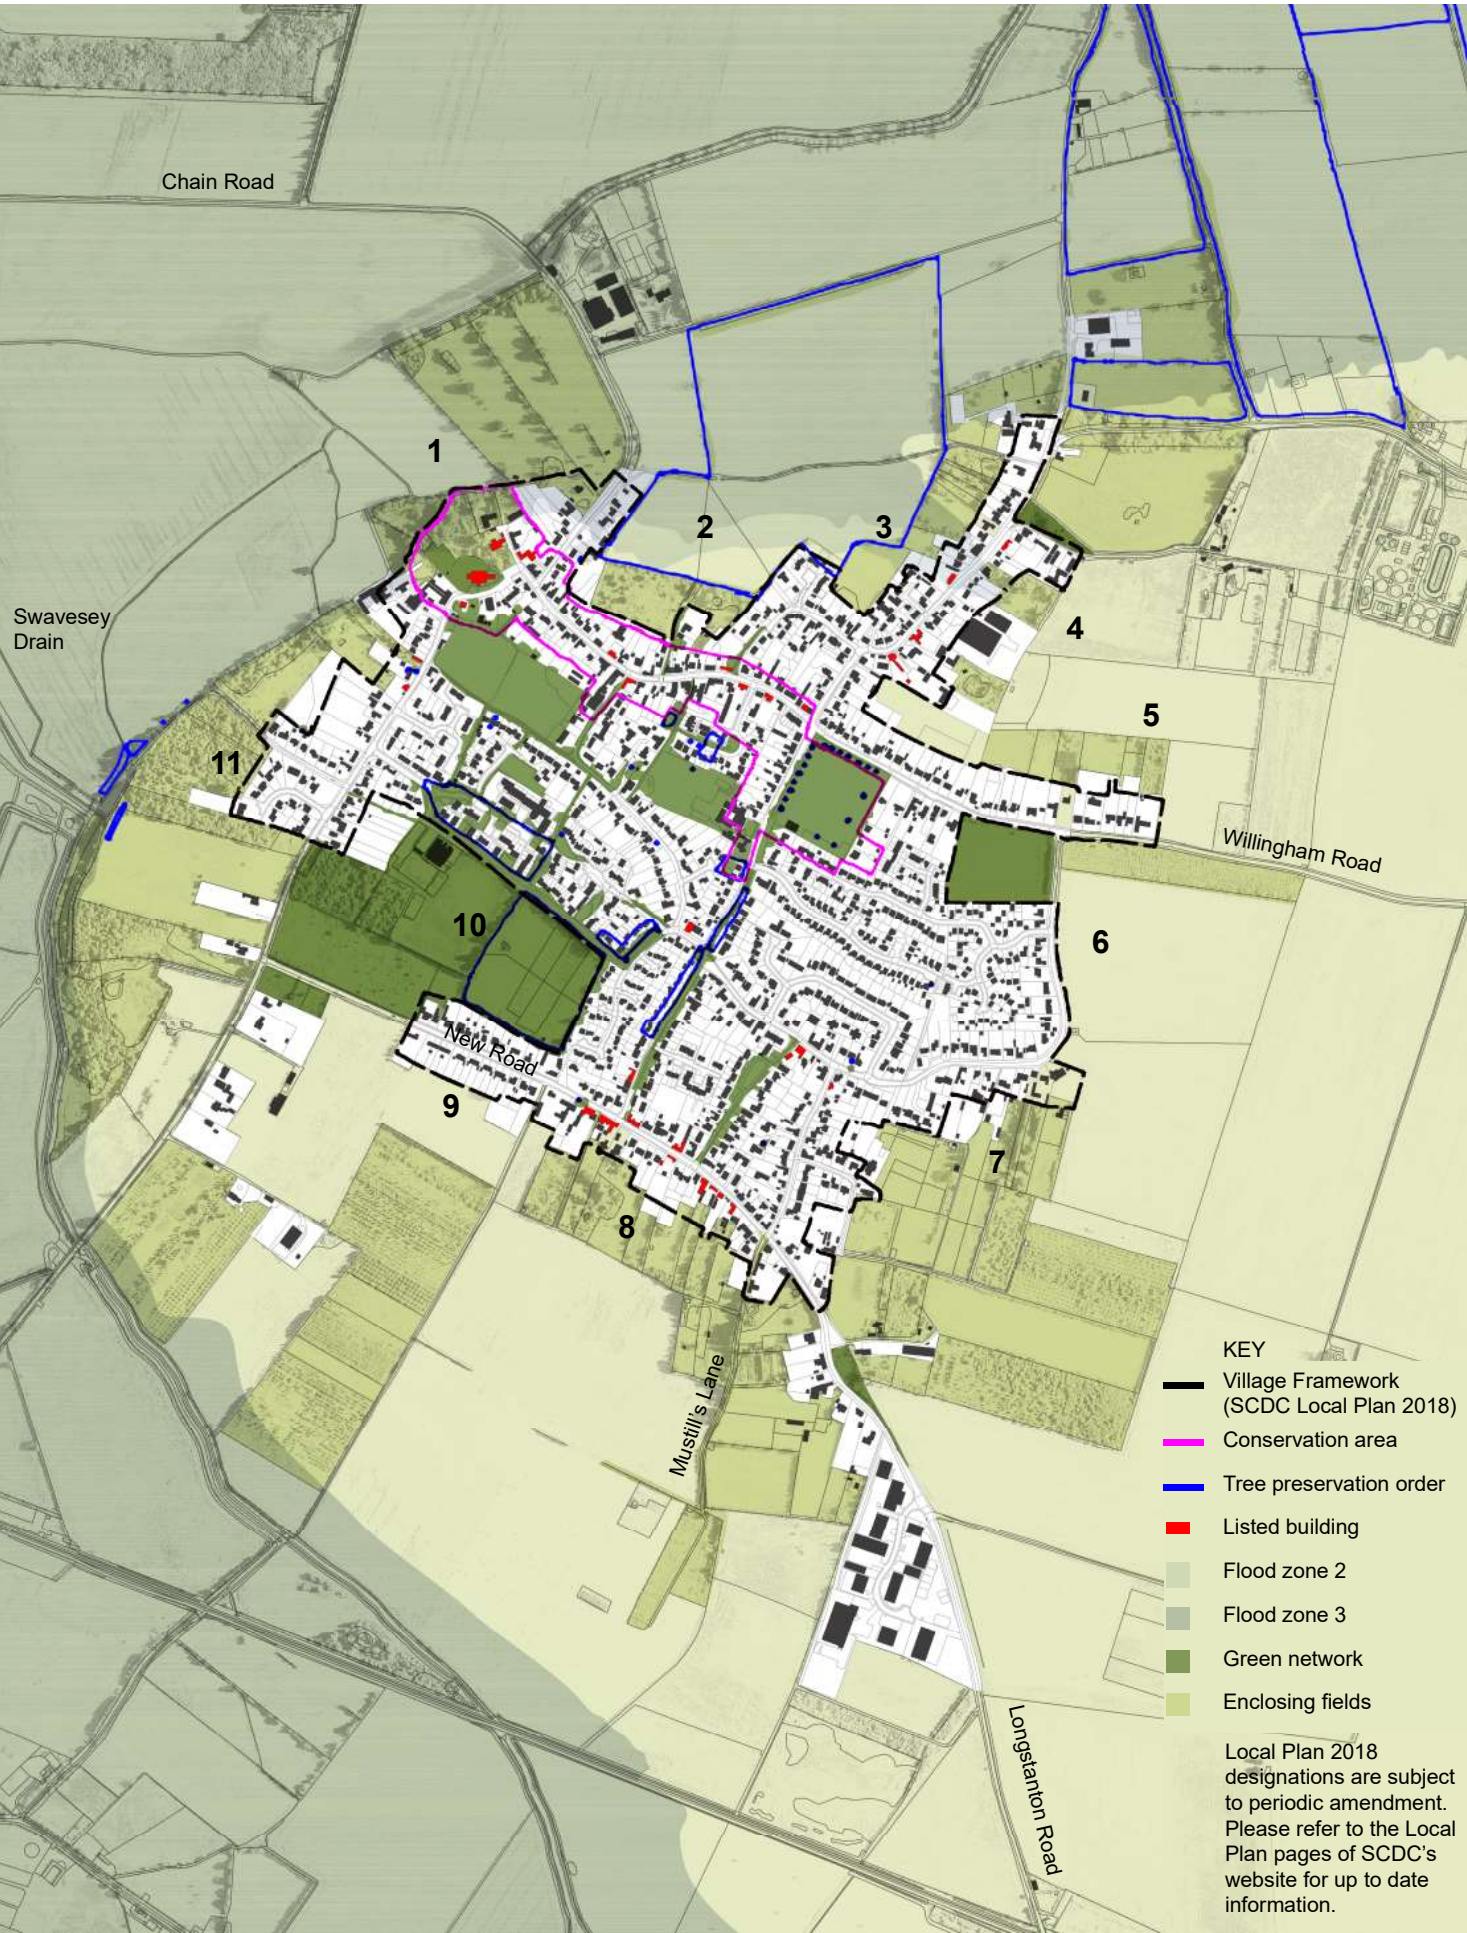 Chain Road
1
2
3
Swavesey
Drain
4
5
11
Willingham Road
10
6
New Road
9
7
8
Mustill's Lane
Longstanton Road
KEY
Village Framework
(SCDC Local Plan 2018)
Conservation area
Tree preservation order
Listed building
Flood zone 2
Flood zone 3
Green network
Enclosing fields
Local Plan 2018
designations are subject
to periodic amendment.
Please refer to the Local
Plan pages of SCDC's
website for up to date
information.